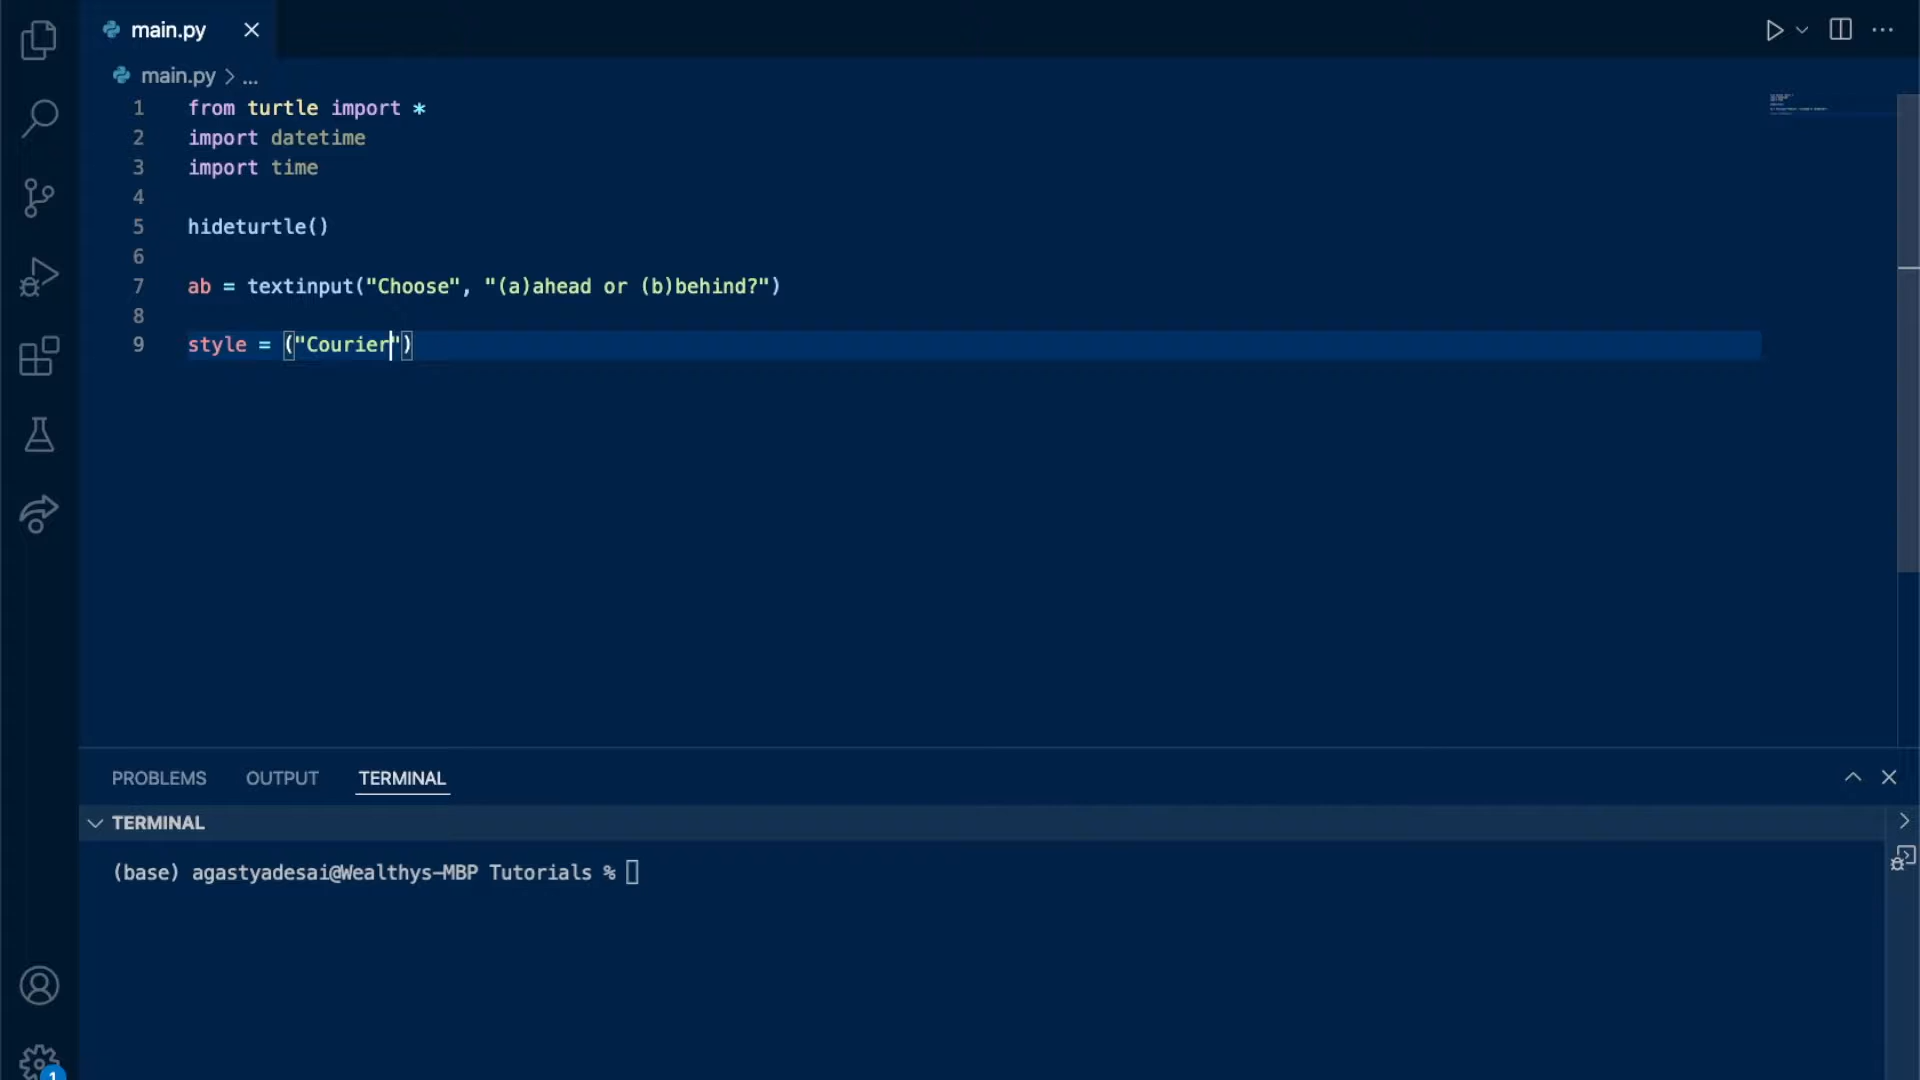 main.py
main.py > ...
1 from turtle import *
2 import datetime
3 import time
4
5 hideturtle()
6
7 ab = textinput("Choose", "(a)ahead or (b)behind?")
8
9 style = ("Courier")
PROBLEMS OUTPUT TERMINAL
TERMINAL
(base) agastyadesai@Wealthys-MBP Tutorials %
1